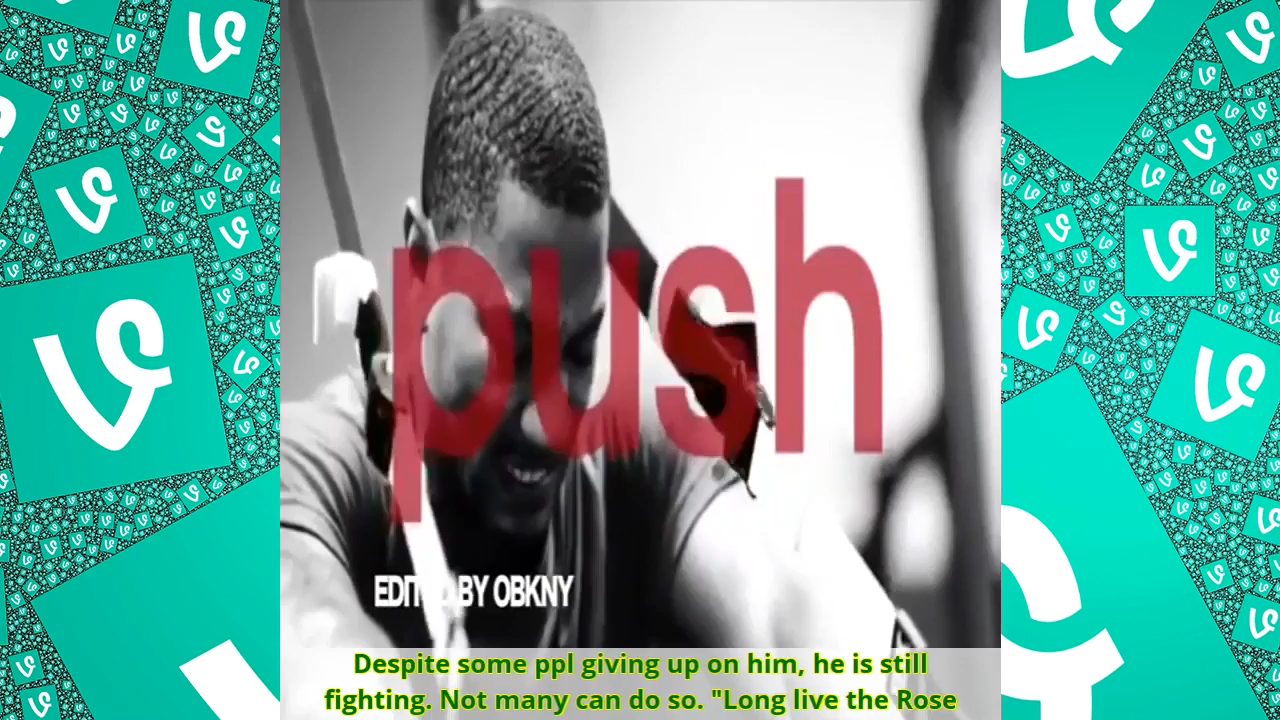 push
EDITED BY OBKNY
Despite some ppl giving up on him, he is still
fighting. Not many can do so. "Long live the Rose